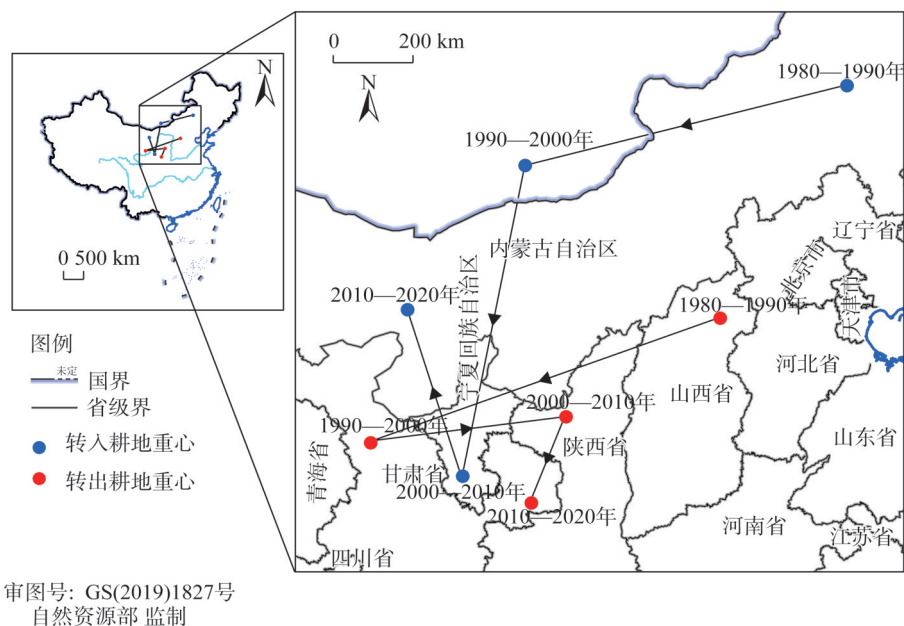 N
0 500 km
0 200 km
N
1980—1990年
1990—2000年
内蒙古自治区
辽宁省
北京市
天津市
宁夏回族自治区
2010—2020年
1980—1990年
河北省
山西省
2000—2010年
1990—2000年
陕西省
山东省
青海省
甘肃省
2000—2010年
2010—2020年
河南省
江苏省
四川省
图例
未定
国界
省级界
转入耕地重心
转出耕地重心
审图号: GS(2019)1827号
自然资源部 监制